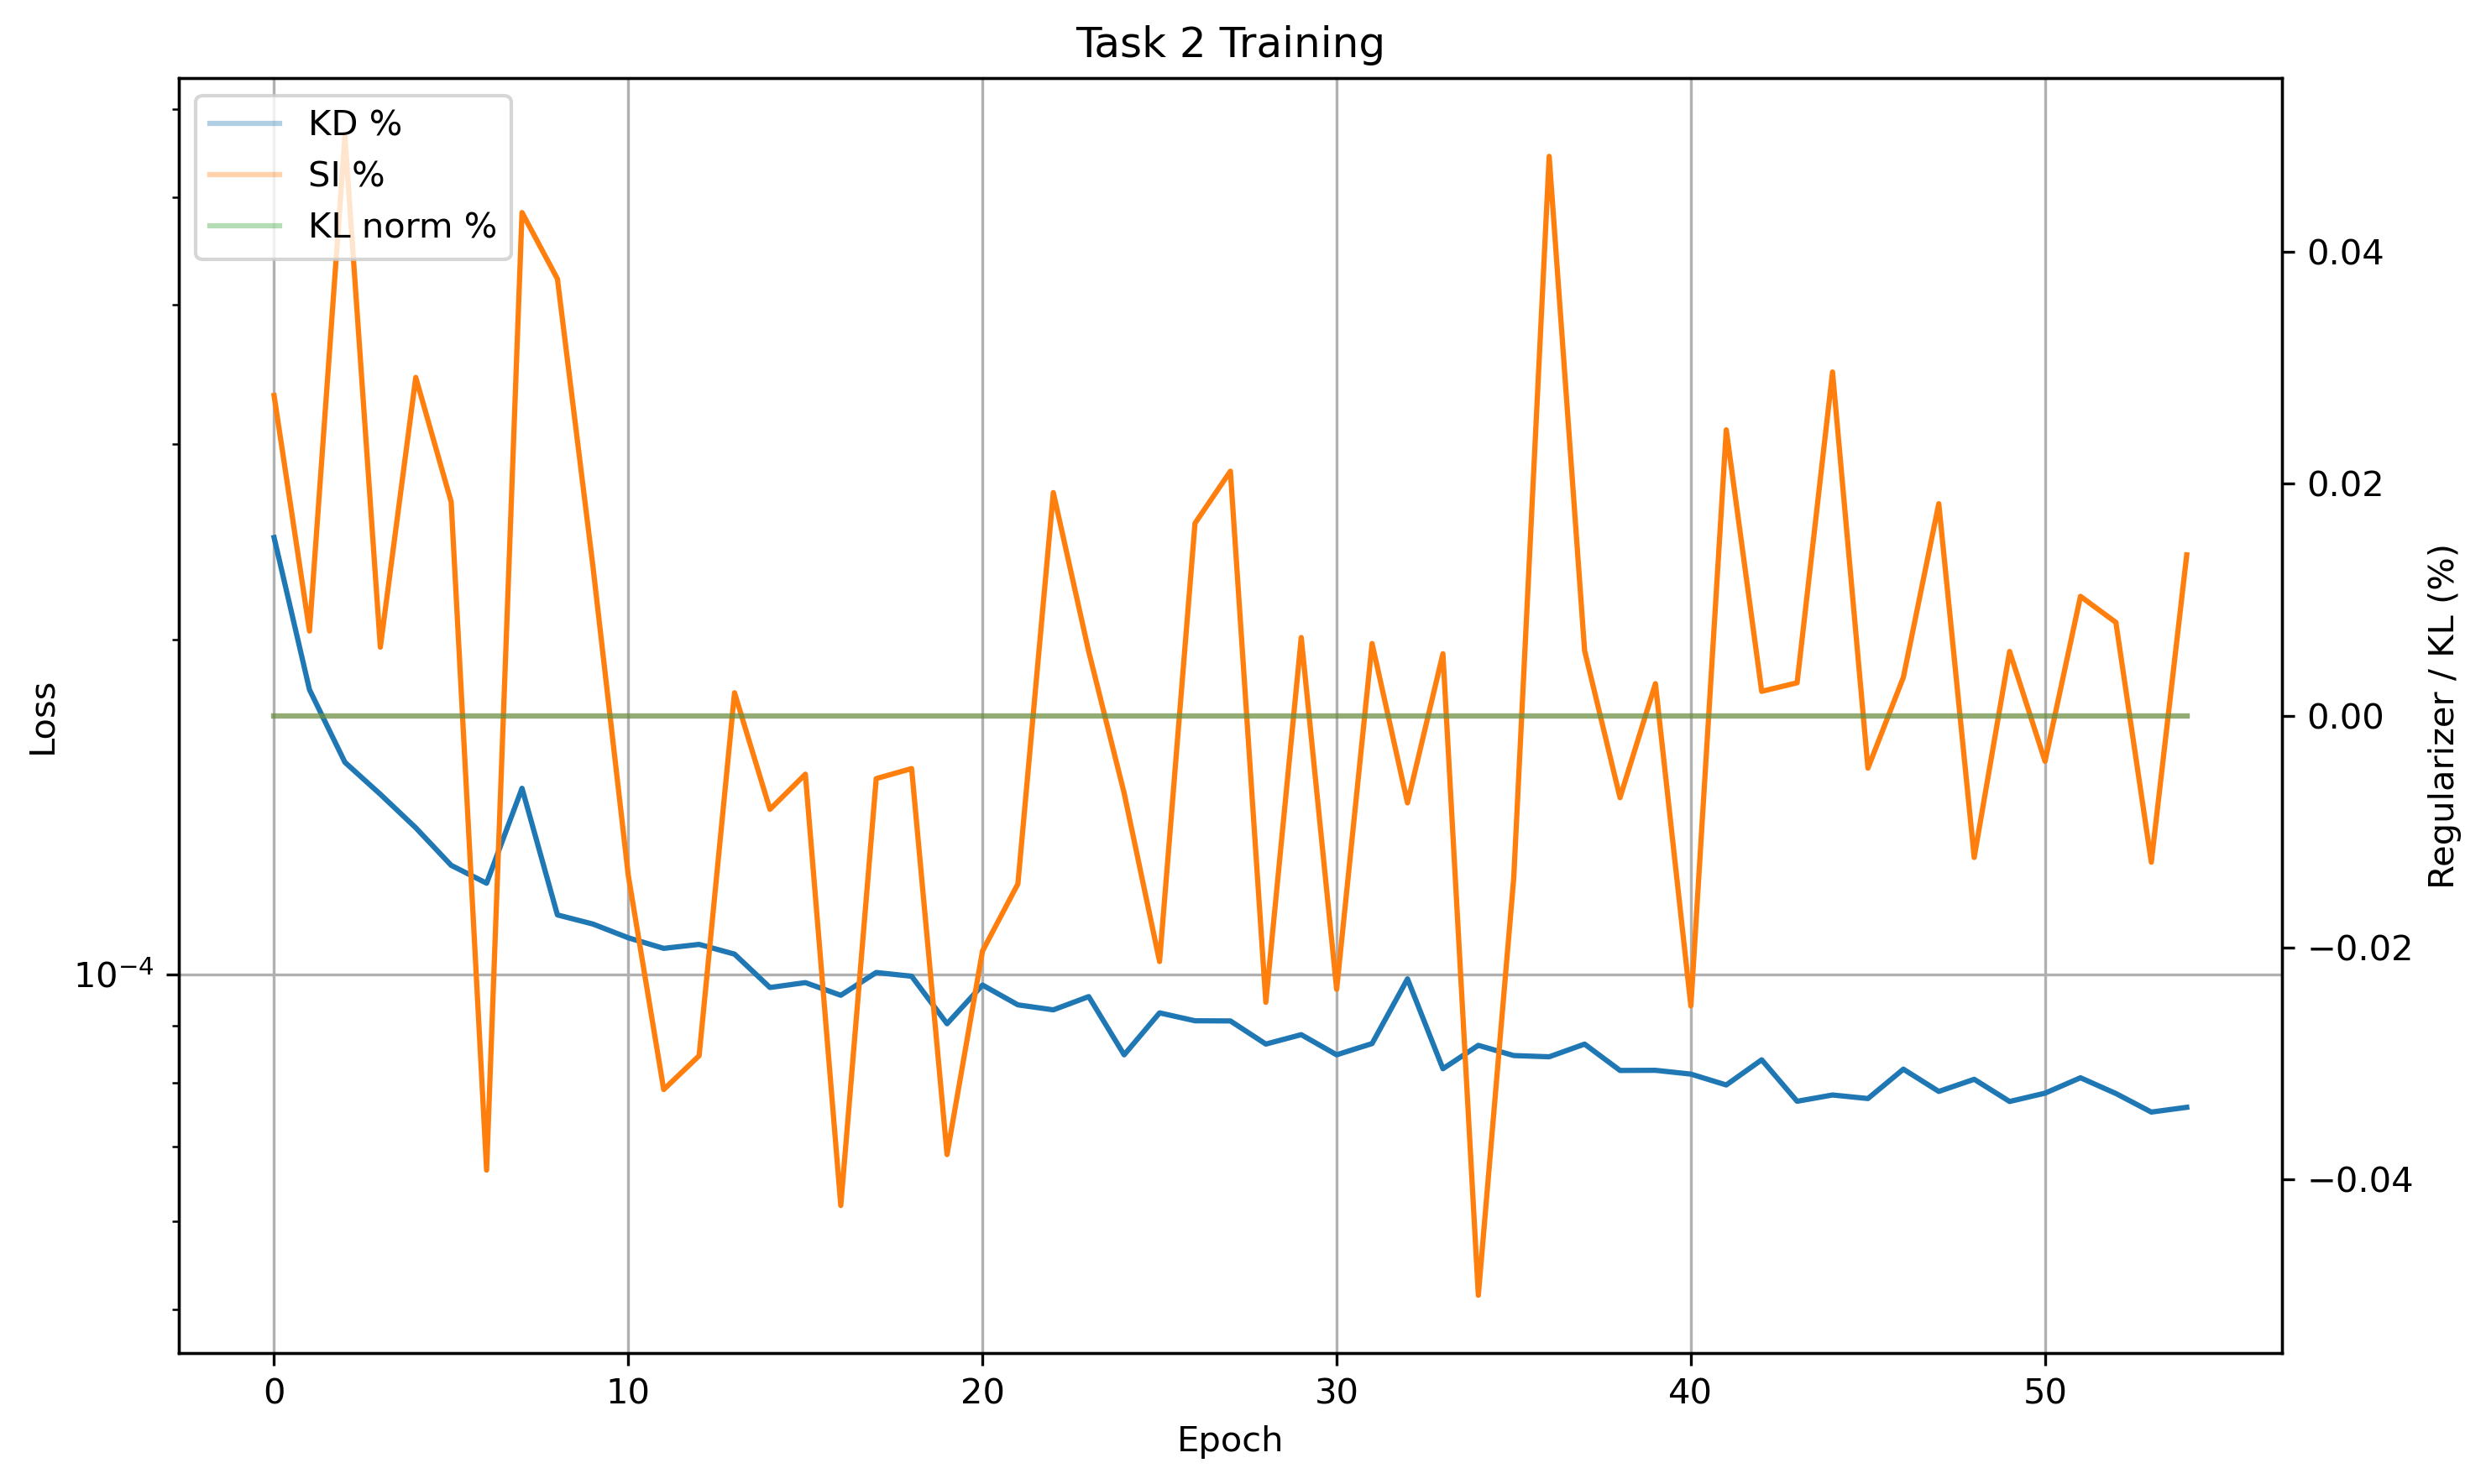 Task 2 Training
KD %
SI %
KL norm %
Loss
10⁻⁴
0.04
0.02
0.00
−0.02
−0.04
Regularizer / KL (%)
0 10 20 30 40 50
Epoch